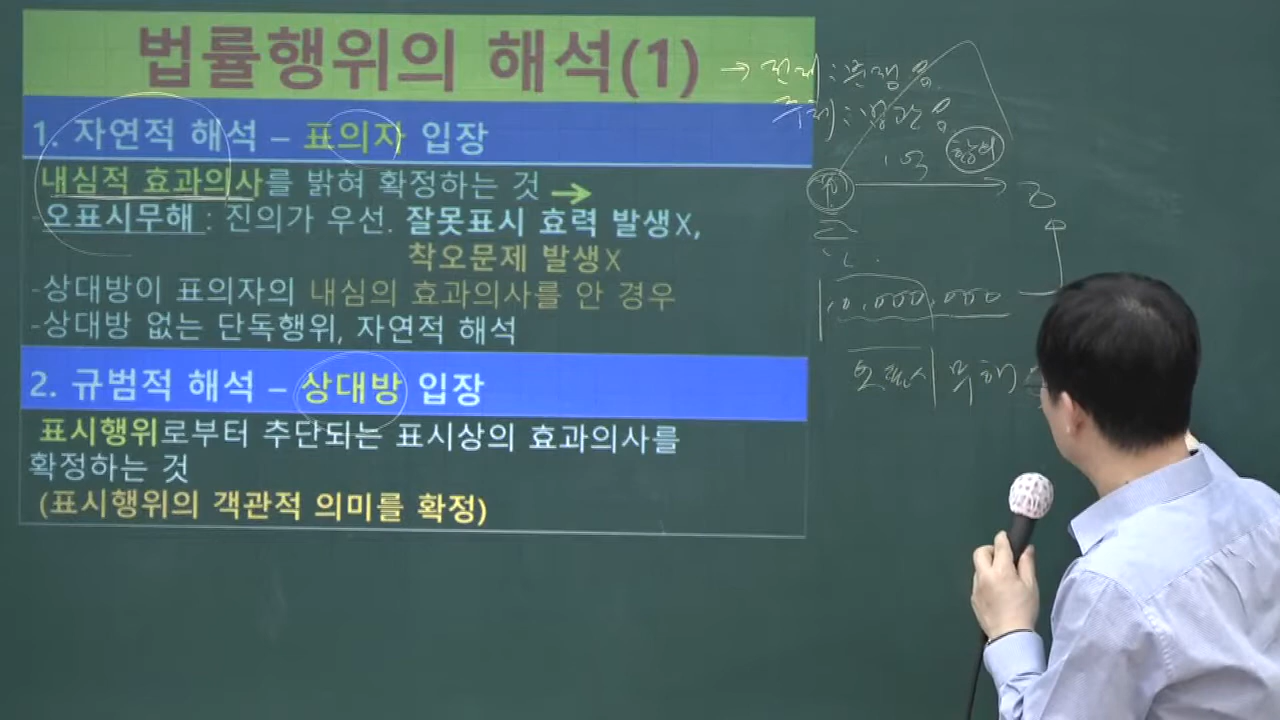 법률행위의 해석(1)
1. 자연적 해석 – 표의자 입장
내심적 효과의사를 밝혀 확정하는 것 →
-오표시무해 : 진의가 우선. 잘못표시 효력 발생X,
착오문제 발생X
-상대방이 표의자의 내심의 효과의사를 안 경우
-상대방 없는 단독행위, 자연적 해석
2. 규범적 해석 – 상대방 입장
표시행위로부터 추단되는 표시상의 효과의사를
확정하는 것
(표시행위의 객관적 의미를 확정)
1억
오표시 무해